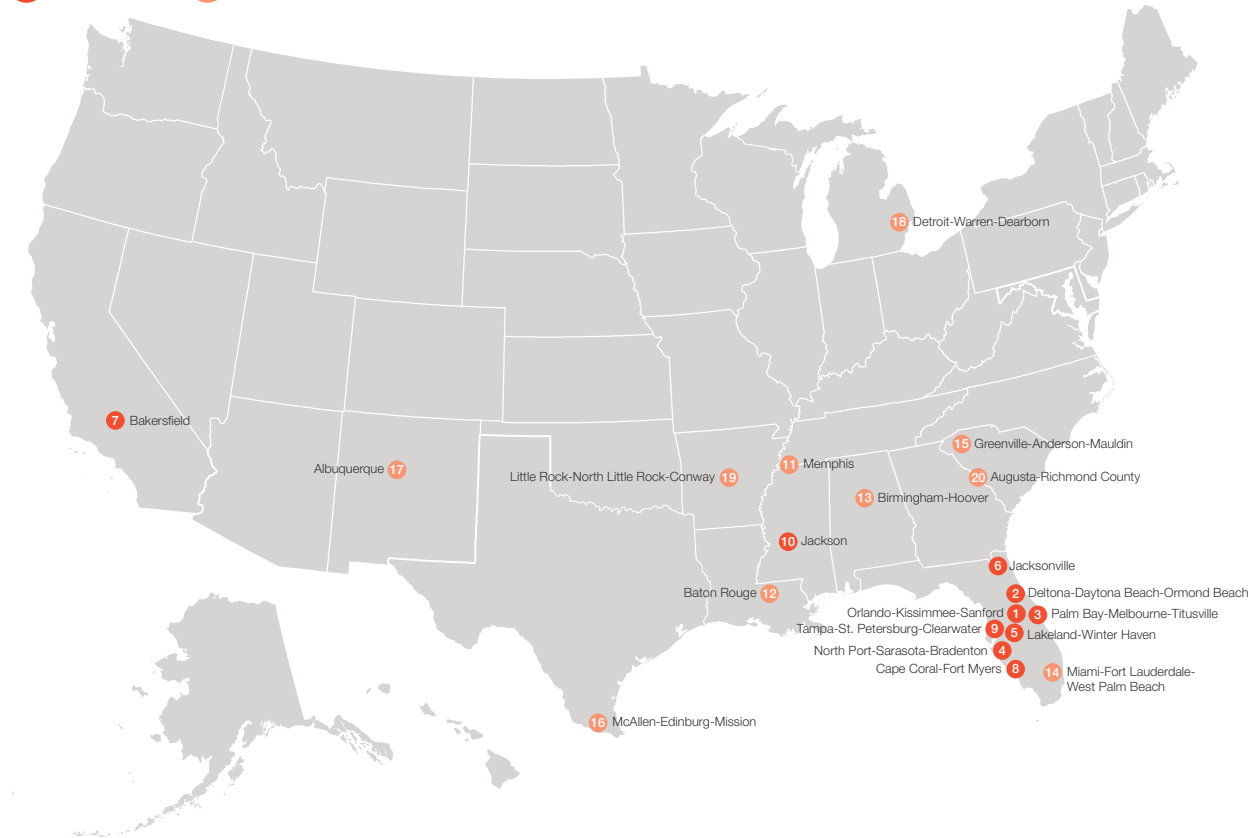 18 Detroit-Warren-Dearborn
7 Bakersfield
15 Greenville-Anderson-Mauldin
11 Memphis
Albuquerque 17
Little Rock-North Little Rock-Conway 19
20 Augusta-Richmond County
13 Birmingham-Hoover
10 Jackson
6 Jacksonville
Baton Rouge 12
2 Deltona-Daytona Beach-Ormond Beach
Orlando-Kissimmee-Sanford 1
3 Palm Bay-Melbourne-Titusville
Tampa-St. Petersburg-Clearwater 9
5 Lakeland-Winter Haven
North Port-Sarasota-Bradenton 4
Cape Coral-Fort Myers 8
14 Miami-Fort Lauderdale-
West Palm Beach
16 McAllen-Edinburg-Mission